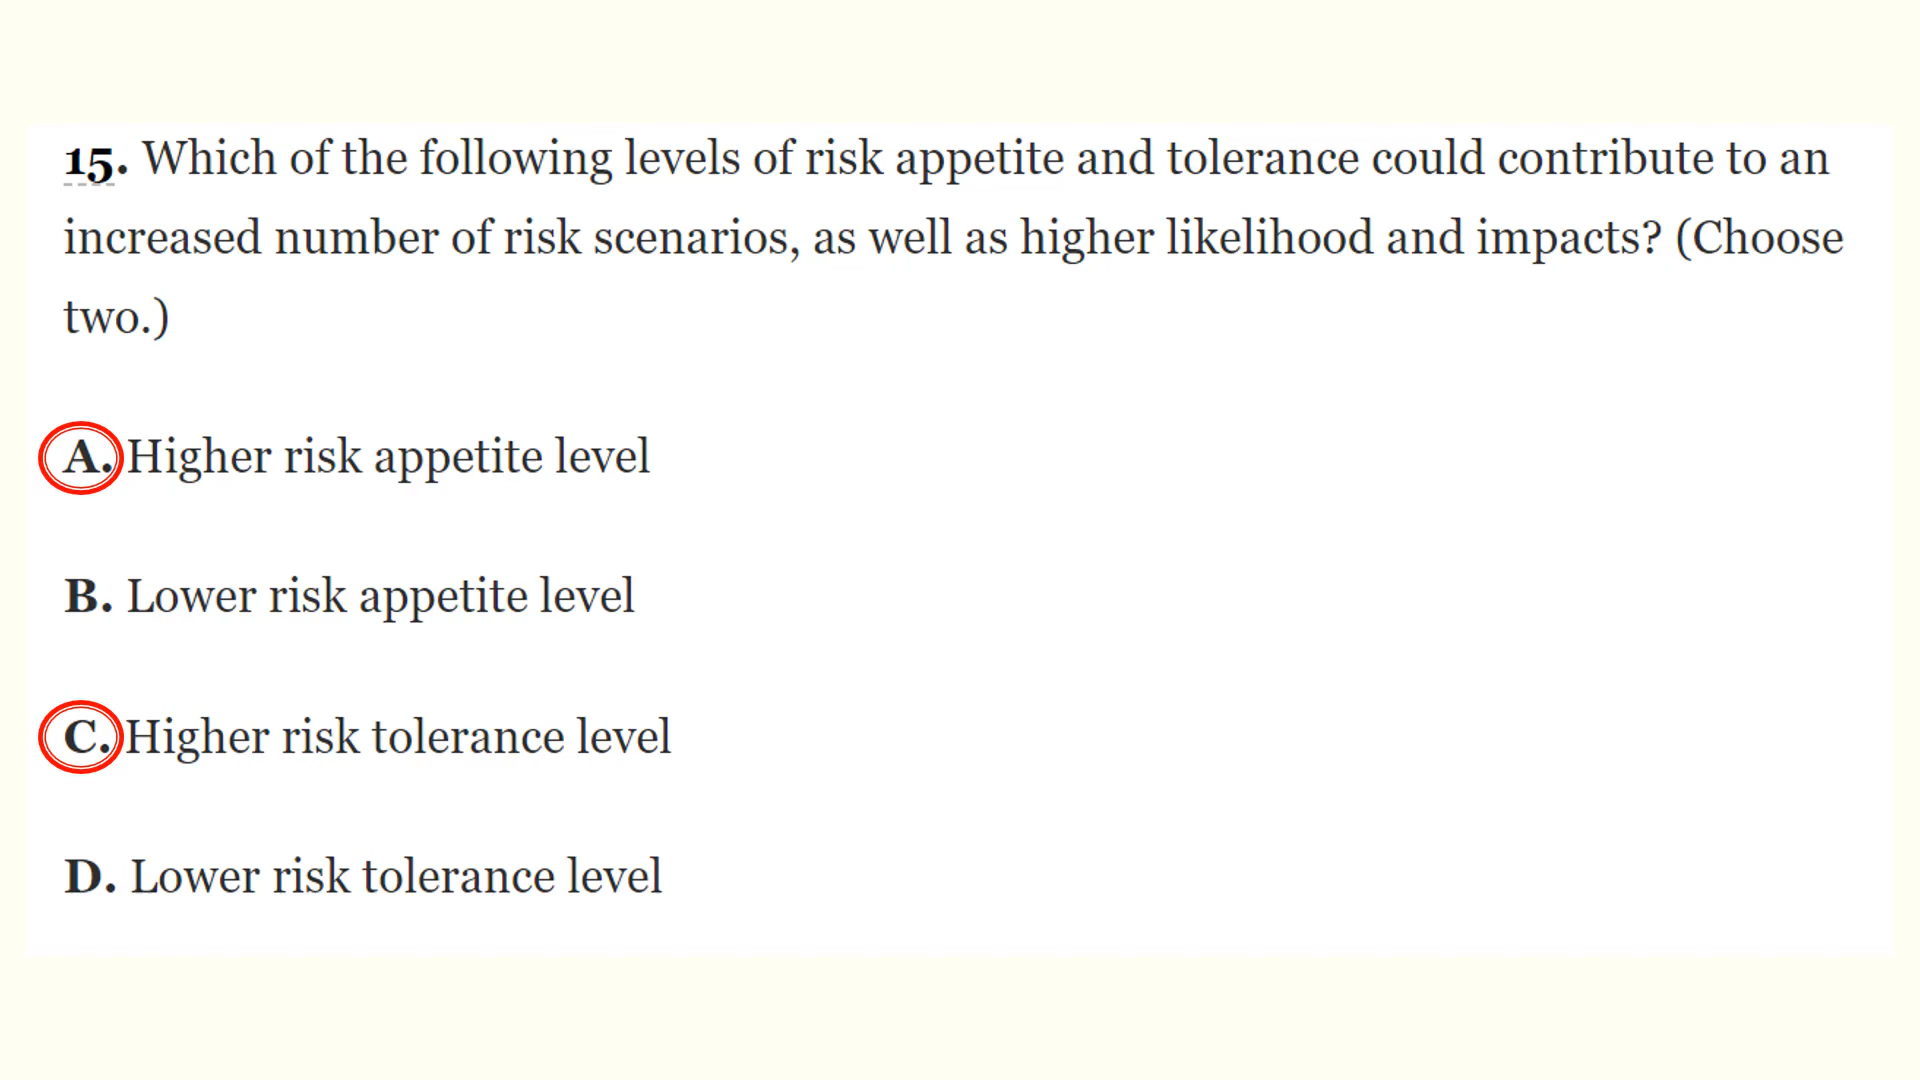 15. Which of the following levels of risk appetite and tolerance could contribute to an
increased number of risk scenarios, as well as higher likelihood and impacts? (Choose
two.)
A. Higher risk appetite level
B. Lower risk appetite level
C. Higher risk tolerance level
D. Lower risk tolerance level